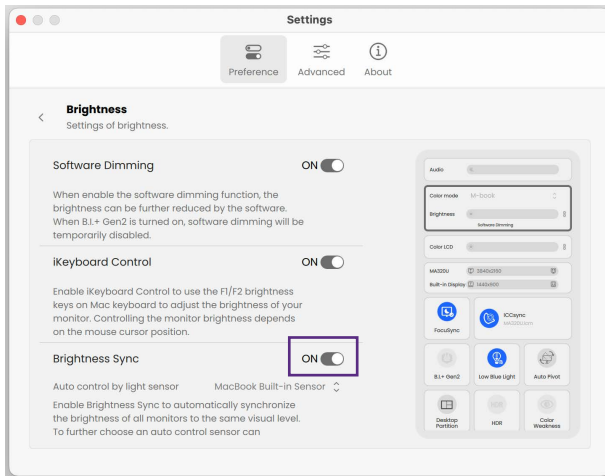 Settings
Preference
Advanced
About
Brightness
Settings of brightness.
Software Dimming
ON
When enable the software dimming function, the
brightness can be further reduced by the software.
When B.I.+ Gen2 is turned on, software dimming will be
temporarily disabled.
iKeyboard Control
ON
Enable iKeyboard Control to use the F1/F2 brightness
keys on Mac keyboard to adjust the brightness of your
monitor. Controlling the monitor brightness depends
on the mouse cursor position.
Brightness Sync
ON
Auto control by light sensor
MacBook Built-in Sensor
Enable Brightness Sync to automatically synchronize
the brightness of all monitors to the same visual level.
To further choose an auto control sensor can
Audio
Color mode
M-book
Brightness
Software Dimming
Color LCD
MA320U
3840x2160
Built-in Display
1440x900
FocuSync
ICCsync
MA320U.icm
B.I.+ Gen2
Low Blue Light
Auto Pivot
Desktop
Partition
HDR
HDR
Color
Weakness